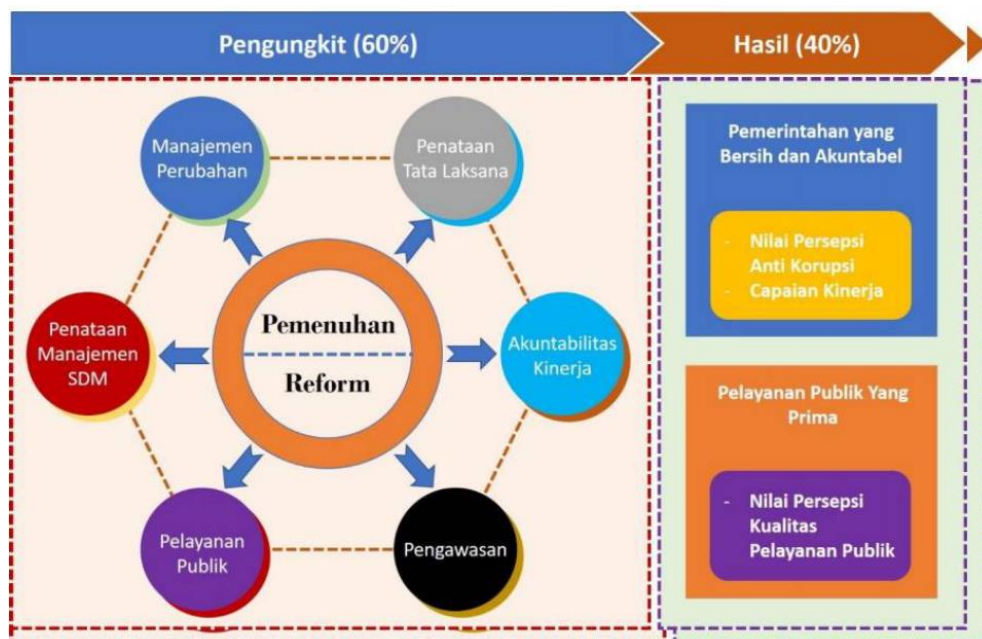 Pengungkit (60%)
Hasil (40%)
Manajemen
Perubahan
Penataan
Tata Laksana
Penataan
Manajemen
SDM
Pemenuhan
Reform
Akuntabilitas
Kinerja
Pelayanan
Publik
Pengawasan
Pemerintahan yang
Bersih dan Akuntabel
- Nilai Persepsi
Anti Korupsi
- Capaian Kinerja
Pelayanan Publik Yang
Prima
- Nilai Persepsi
Kualitas
Pelayanan Publik